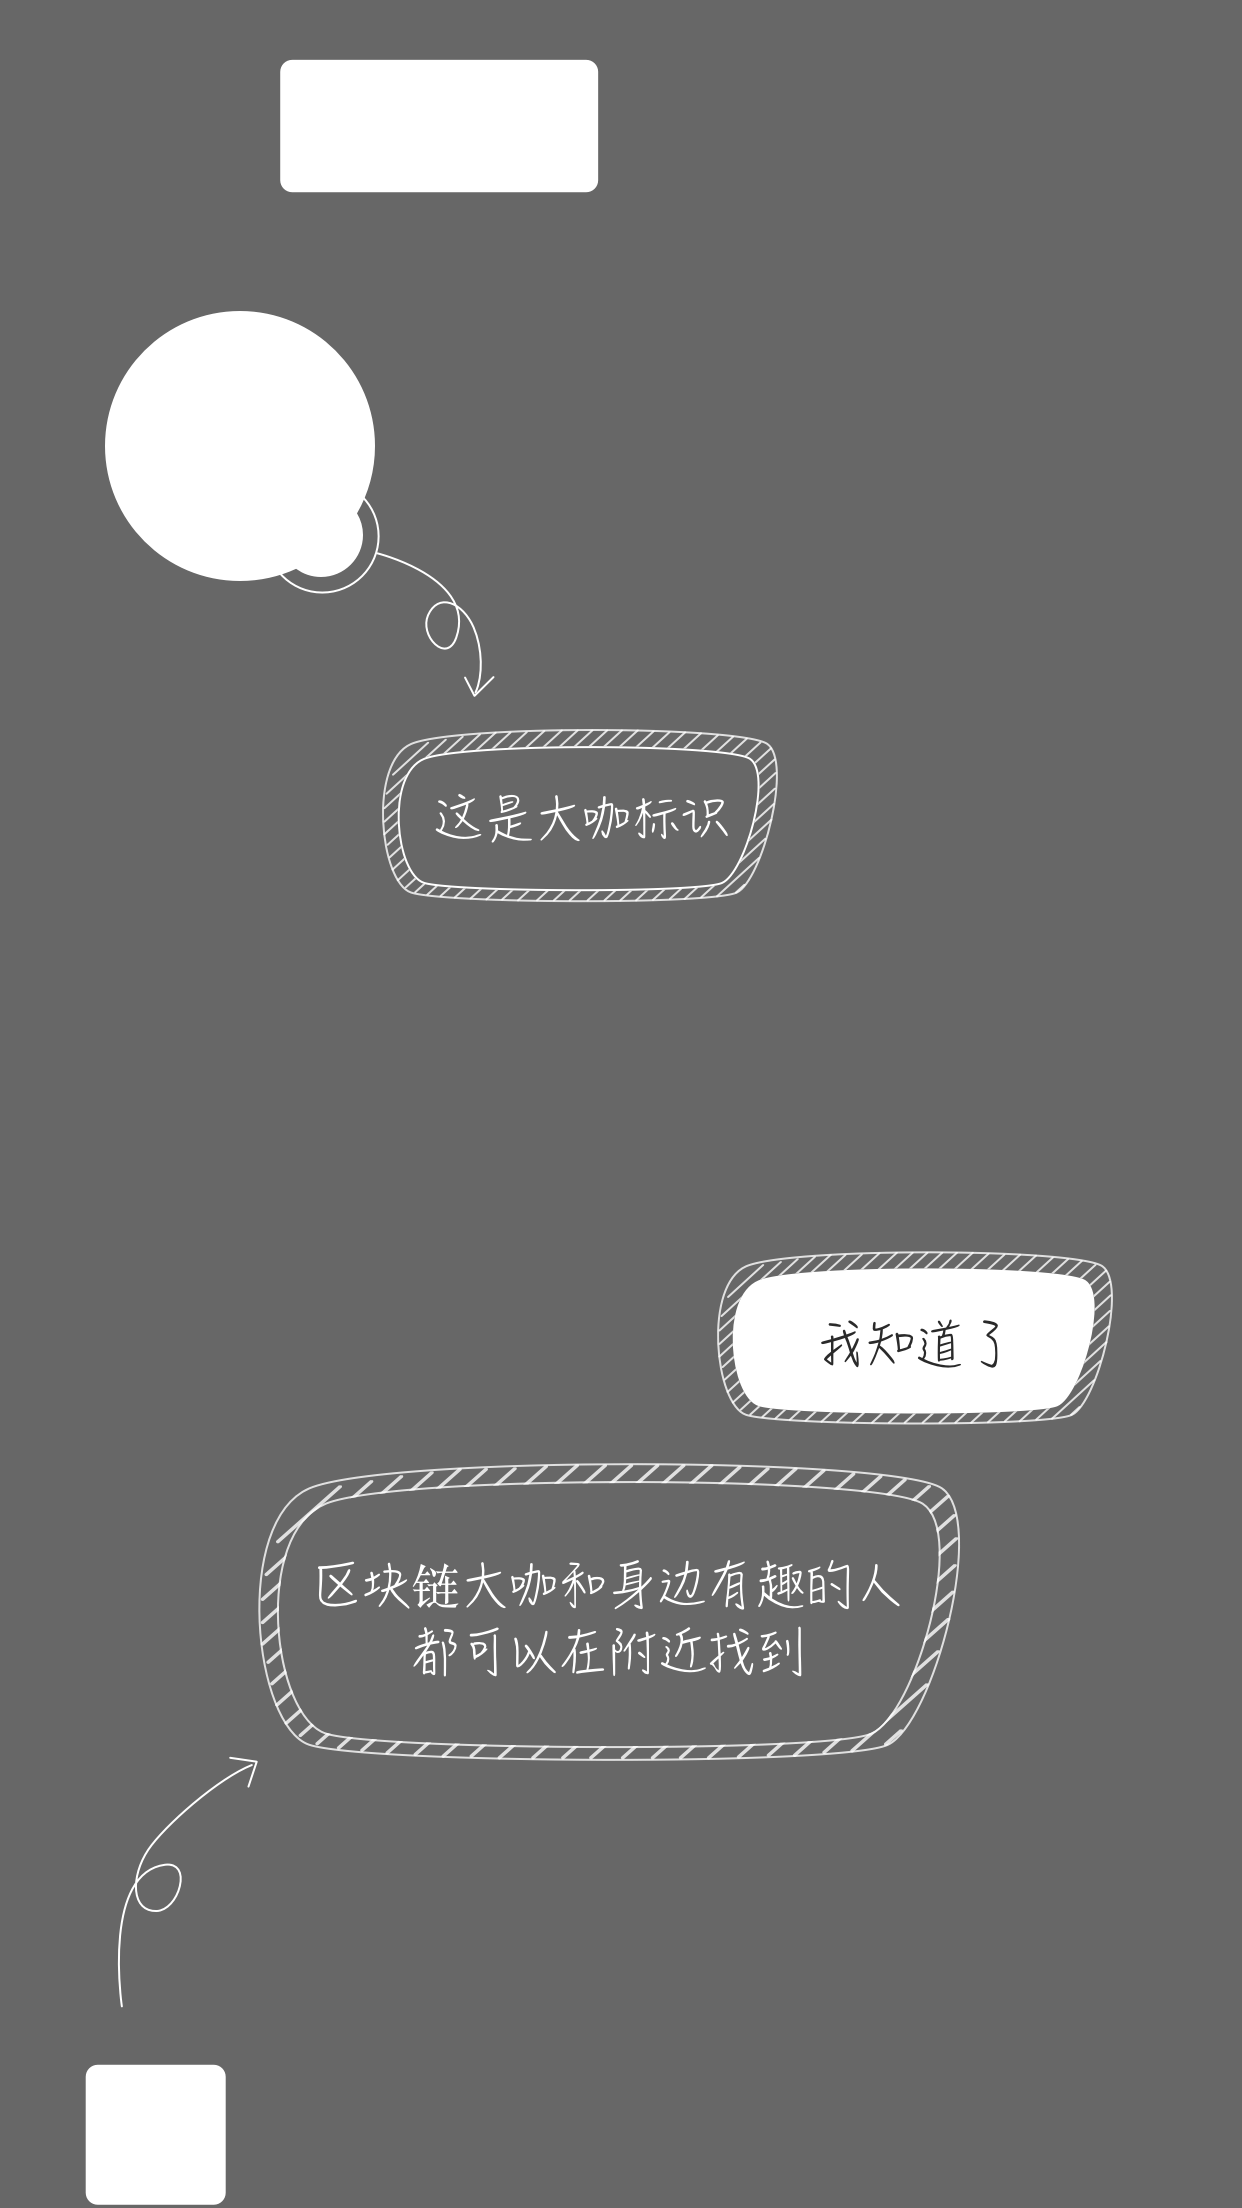 这是大咖标识
我知道了
区块链大咖和身边有趣的人
都可以在附近找到